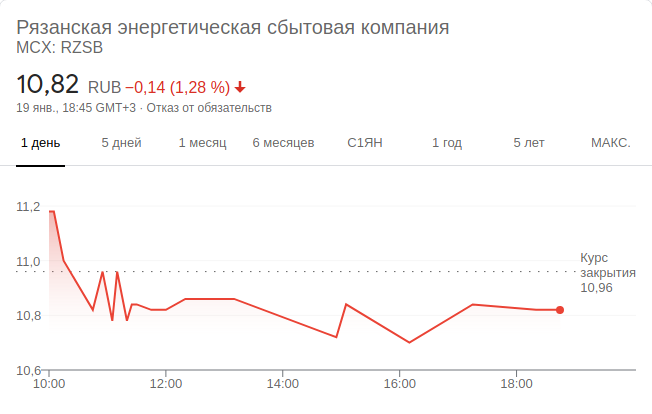 Рязанская энергетическая сбытовая компания
MCX: RZSB
10,82 RUB −0,14 (1,28 %)
19 янв., 18:45 GMT+3 · Отказ от обязательств
1 день 5 дней 1 месяц 6 месяцев С1ЯН 1 год 5 лет МАКС.
11,2
11,0
10,8
10,6
Курс
закрытия
10,96
10:00 12:00 14:00 16:00 18:00